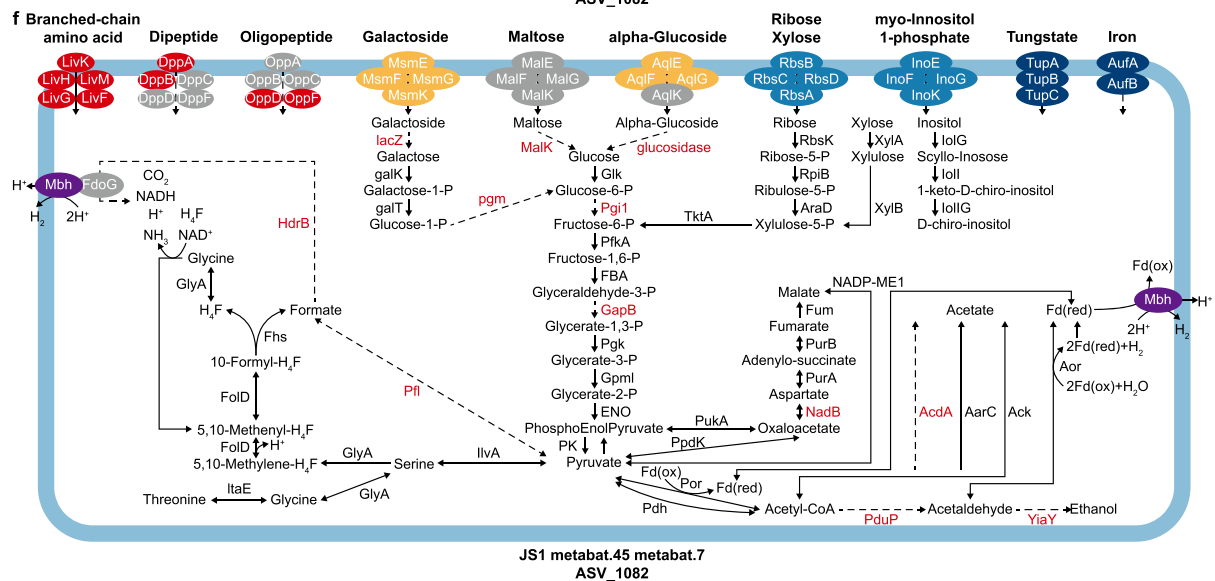 ASV_1082
f
Branched-chain amino acid
Dipeptide
Oligopeptide
Galactoside
Maltose
alpha-Glucoside
Ribose Xylose
myo-Innositol 1-phosphate
Tungstate
Iron
LivK
LivH LivM
LivG LivF
DppA
DppB DppC
DppD DppF
OppA
OppB OppC
OppD OppF
MsmE
MsmF MsmG
MsmK
MalE
MalF MalG
MalK
AqlE
AqlF AqlG
AqlK
RbsB
RbsC RbsD
RbsA
InoE
InoF InoG
InoK
TupA
TupB
TupC
AufA
AufB
Galactoside
lacZ
Galactose
galK
Galactose-1-P
galT
Glucose-1-P
pgm
Maltose
MalK
Alpha-Glucoside
glucosidase
Glucose
Glk
Glucose-6-P
Pgi1
Fructose-6-P
PfkA
Fructose-1,6-P
FBA
Glyceraldehyde-3-P
GapB
Glycerate-1,3-P
Pgk
Glycerate-3-P
Gpml
Glycerate-2-P
ENO
PhosphoEnolPyruvate
PK
Pyruvate
Ribose
RbsK
Ribose-5-P
RpiB
Ribulose-5-P
AraD
Xylulose-5-P
TktA
Xylose
XylA
Xylulose
XylB
Inositol
IolG
Scyllo-Inosose
IolI
1-keto-D-chiro-inositol
IolIG
D-chiro-inositol
Mbh
FdoG
H⁺
H₂
2H⁺
CO₂
NADH
H⁺
NH₃
H₄F
NAD⁺
Glycine
GlyA
H₄F
Formate
HdrB
Fhs
10-Formyl-H₄F
FolD
5,10-Methenyl-H₄F
FolD
H⁺
5,10-Methylene-H₄F
GlyA
Serine
IlvA
Threonine
ItaE
Glycine
GlyA
Pfl
NADP-ME1
Malate
Fum
Fumarate
PurB
Adenylo-succinate
PurA
Aspartate
NadB
Oxaloacetate
PukA
PpdK
Fd(ox)
Por
Fd(red)
Pdh
Acetyl-CoA
PduP
Acetaldehyde
YiaY
Ethanol
Acetate
AcdA
AarC
Ack
Fd(red)
Fd(ox)
Mbh
H⁺
2H⁺
H₂
2Fd(red)+H₂
Aor
2Fd(ox)+H₂O
JS1 metabat.45 metabat.7
ASV_1082